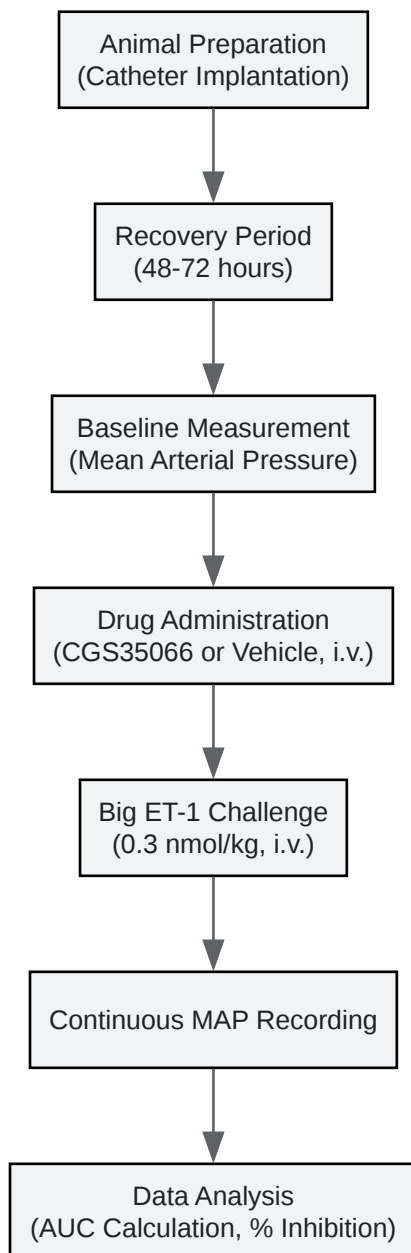 Animal Preparation
(Catheter Implantation)
Recovery Period
(48-72 hours)
Baseline Measurement
(Mean Arterial Pressure)
Drug Administration
(CGS35066 or Vehicle, i.v.)
Big ET-1 Challenge
(0.3 nmol/kg, i.v.)
Continuous MAP Recording
Data Analysis
(AUC Calculation, % Inhibition)